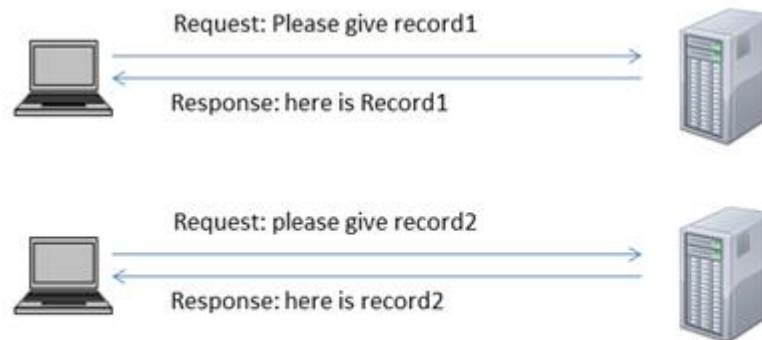 Request: Please give record1
Response: here is Record1
Request: please give record2
Response: here is record2